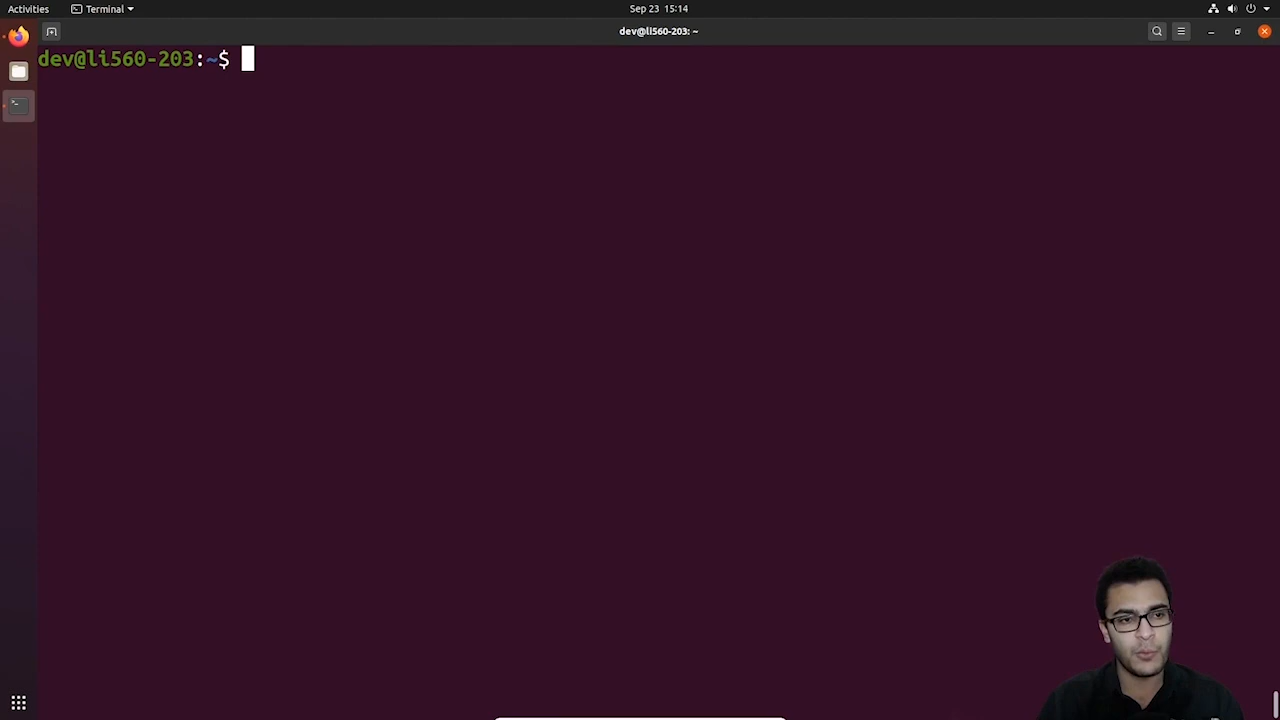 Activities
Terminal
Sep 23 15:14
dev@li560-203: ~
dev@li560-203:~$